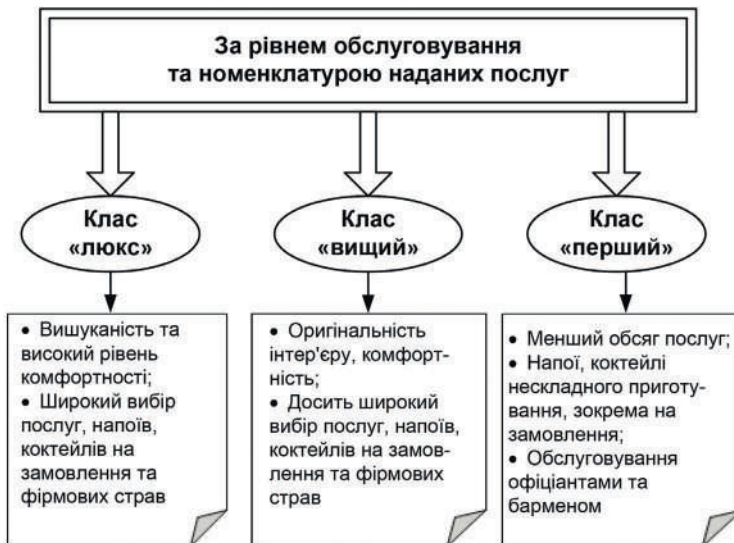 За рівнем обслуговування
та номенклатурою наданих послуг
Клас
«люкс»
Клас
«вищий»
Клас
«перший»
• Вишуканість та
високий рівень
комфортності;
• Широкий вибір
послуг, напоїв,
коктейлів на
замовлення та
фірмових страв
• Оригінальність
інтер'єру, комфорт-
ність;
• Досить широкий
вибір послуг, напоїв,
коктейлів на замов-
лення та фірмових
страв
• Менший обсяг послуг;
• Напої, коктейлі
нескладного приготу-
вання, зокрема на
замовлення;
• Обслуговування
офіціантами та
барменом